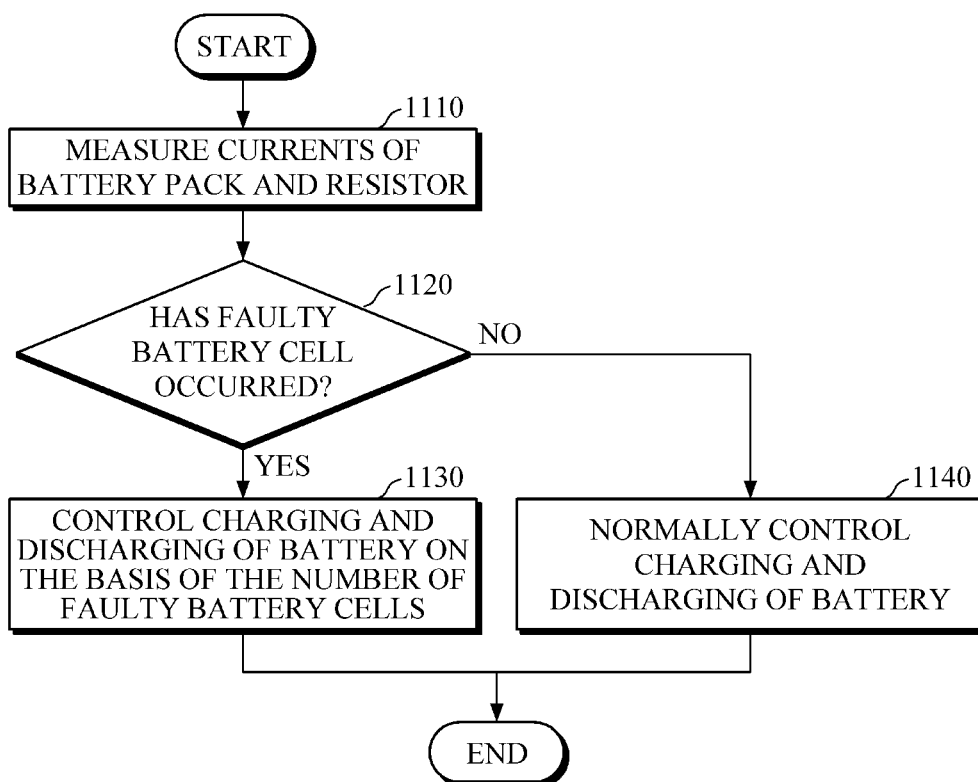 START
1110
MEASURE CURRENTS OF
BATTERY PACK AND RESISTOR
1120
HAS FAULTY
BATTERY CELL
OCCURRED?
NO
YES
1130
CONTROL CHARGING AND
DISCHARGING OF BATTERY ON
THE BASIS OF THE NUMBER OF
FAULTY BATTERY CELLS
1140
NORMALLY CONTROL
CHARGING AND
DISCHARGING OF BATTERY
END